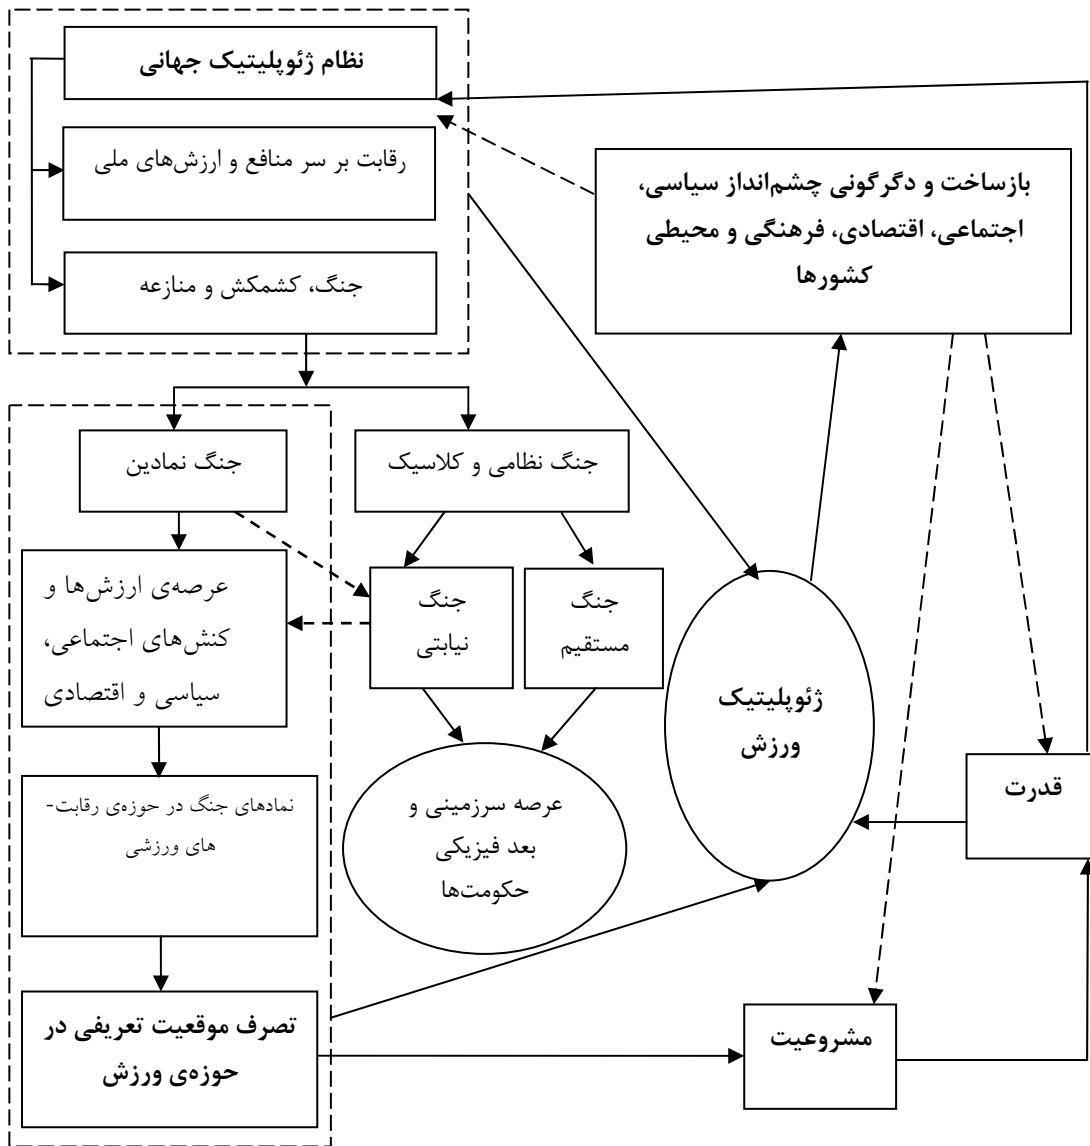 نظام ژئوپلیتیک جهانی
رقابت بر سر منافع و ارزش‌های ملی
جنگ، کشمکش و منازعه
بازساخت و دگرگونی چشم‌انداز سیاسی،
اجتماعی، اقتصادی، فرهنگی و محیطی
کشورها
جنگ نظامی و کلاسیک
جنگ نمادین
عرصه‌ی ارزش‌ها و
کنش‌های اجتماعی،
سیاسی و اقتصادی
جنگ
نیابتی
جنگ
مستقیم
ژئوپلیتیک
ورزش
قدرت
نمادهای جنگ در حوزه‌ی رقابت-
های ورزشی
عرصه سرزمینی و
بعد فیزیکی
حکومت‌ها
تصرف موقعیت تعریفی در
حوزه‌ی ورزش
مشروعیت